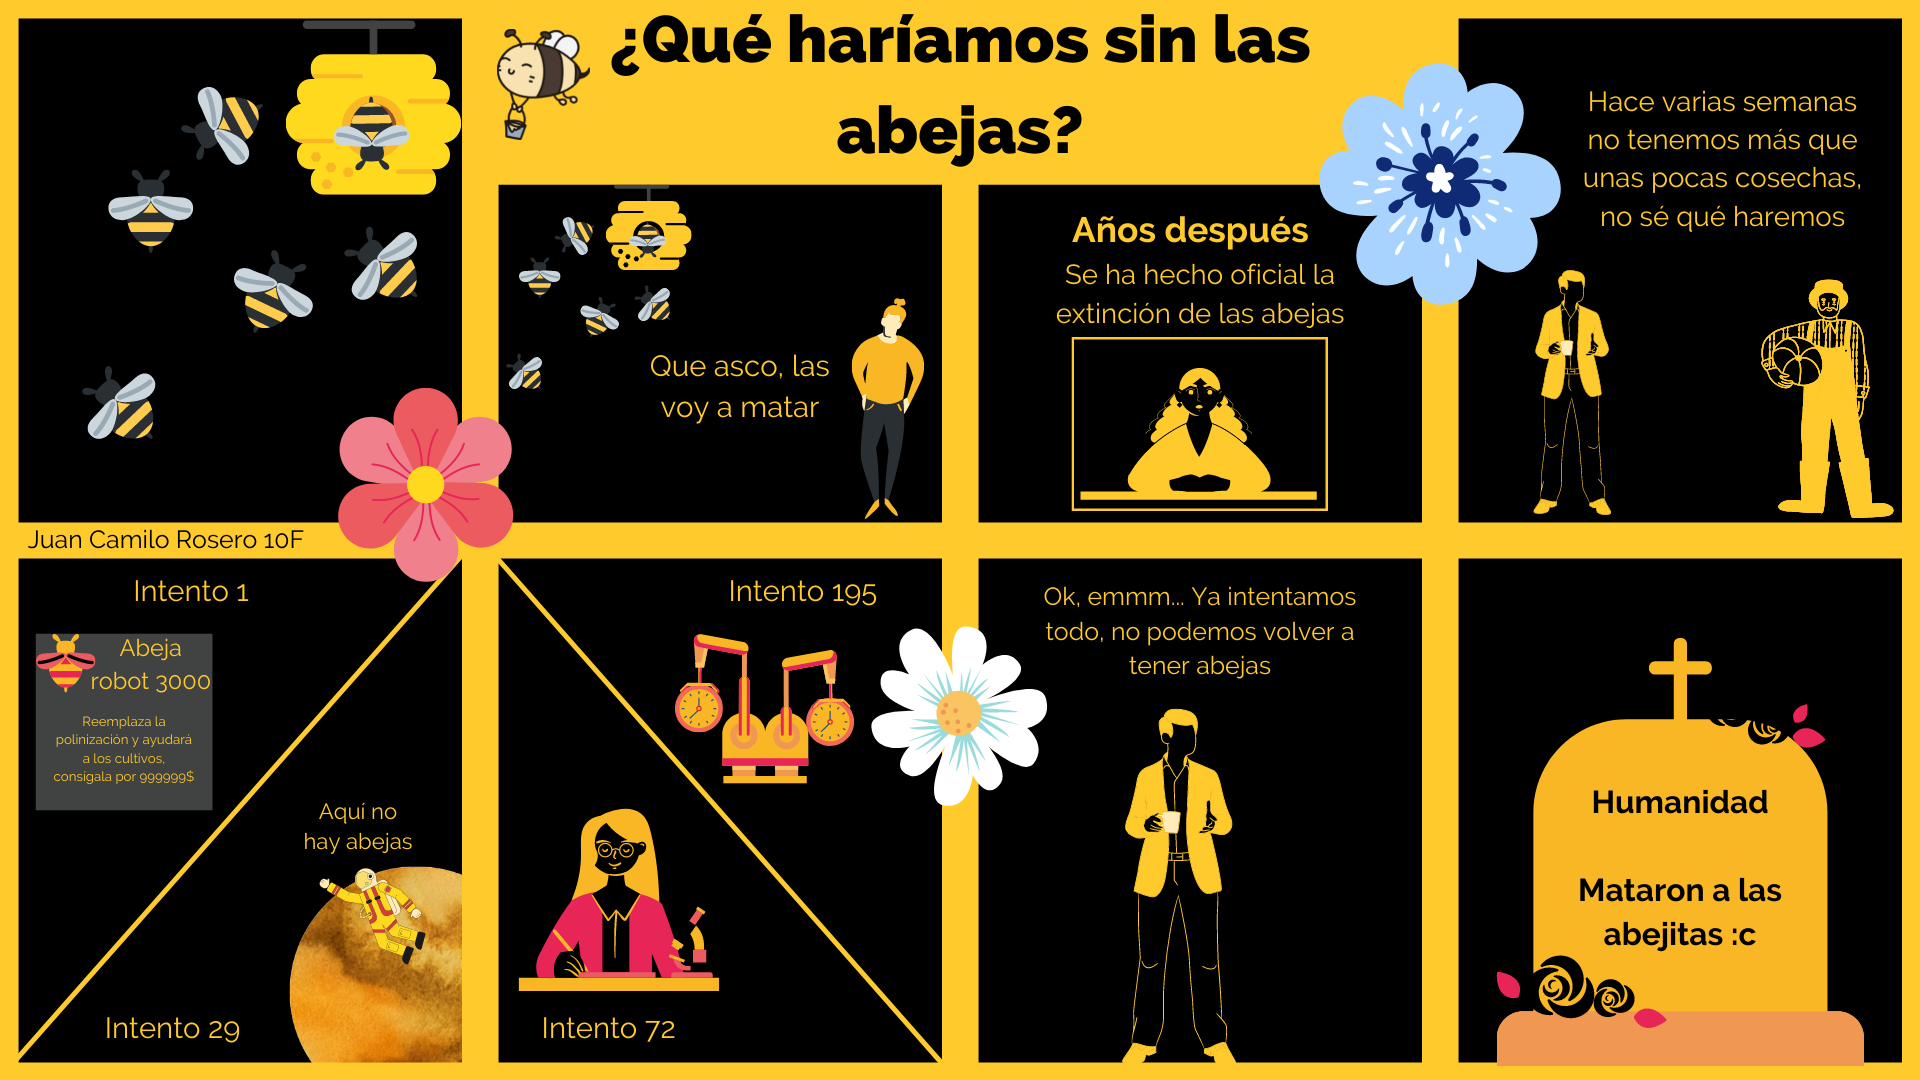 ¿Qué haríamos sin las
abejas?
Que asco, las
voy a matar
Años después
Se ha hecho oficial la
extinción de las abejas
Hace varias semanas
no tenemos más que
unas pocas cosechas,
no sé qué haremos
Juan Camilo Rosero 10F
Intento 1
Abeja
robot 3000
Reemplaza la
polinización y ayudará
a los cultivos,
consigala por 999999$
Aquí no
hay abejas
Intento 29
Intento 72
Intento 195
Ok, emmm... Ya intentamos
todo, no podemos volver a
tener abejas
Humanidad
Mataron a las
abejitas :c